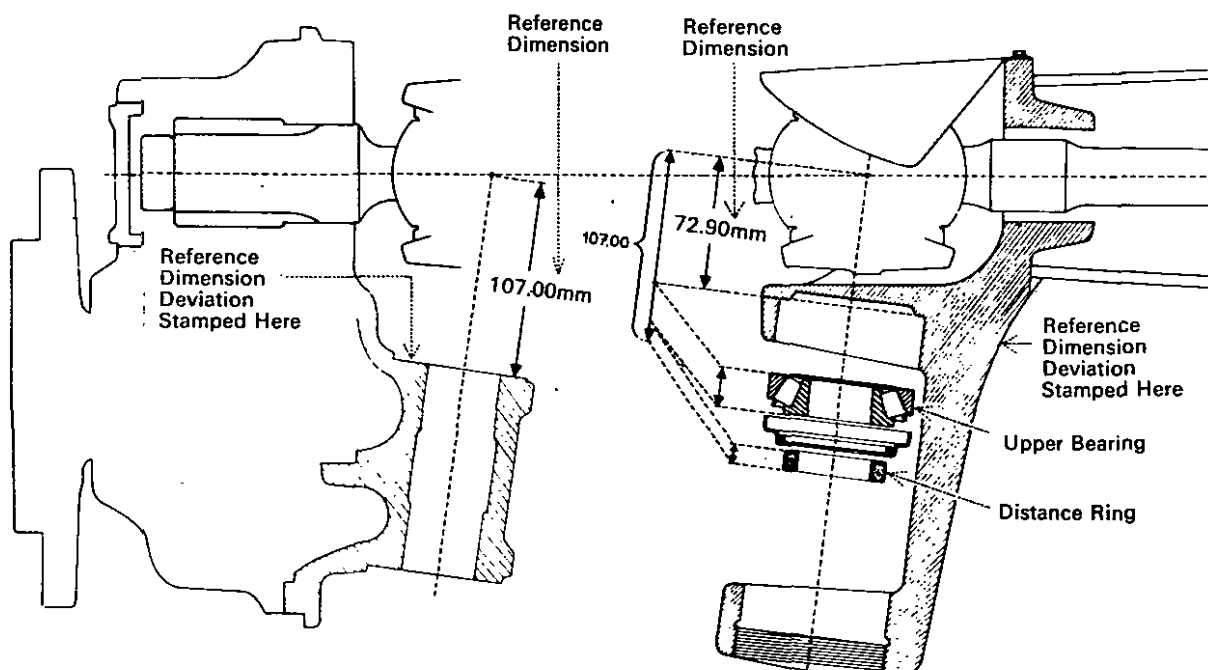 Reference
Dimension
Reference
Dimension
107.00
72.90mm
107.00mm
Reference
Dimension
Deviation
Stamped Here
Reference
Dimension
Deviation
Stamped Here
Upper Bearing
Distance Ring